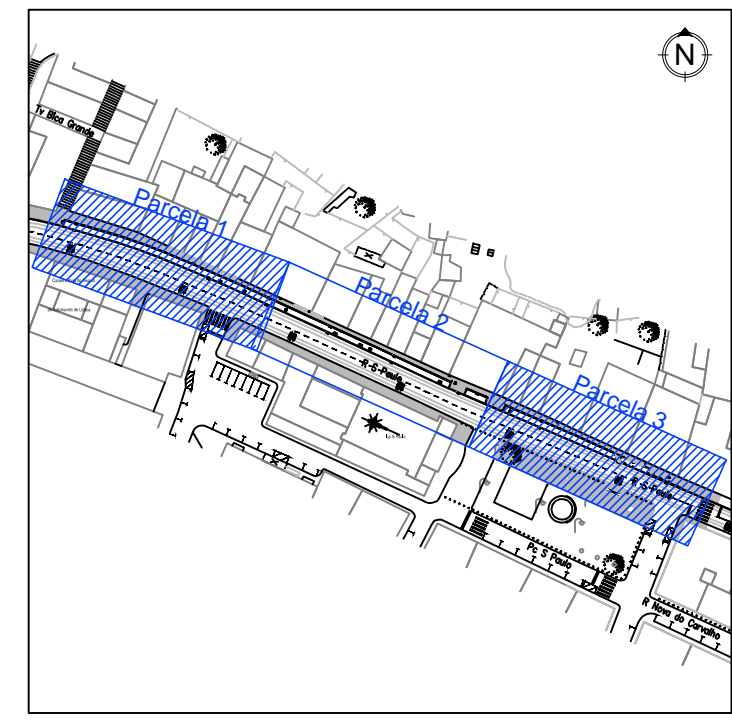 N
Tv Bica Grande
Parcela 1
Parcela 2
R S Paulo
Parcela 3
R S Paulo
Pc S Paulo
R Nova do Carvalho